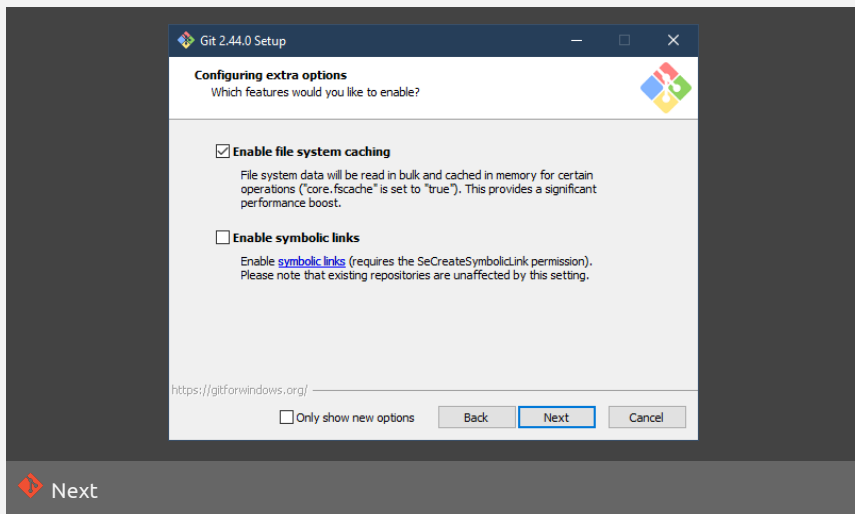 Git 2.44.0 Setup
Configuring extra options
Which features would you like to enable?
Enable file system caching
File system data will be read in bulk and cached in memory for certain
operations ("core.fscache" is set to "true"). This provides a significant
performance boost.
Enable symbolic links
Enable symbolic links (requires the SeCreateSymbolicLink permission).
Please note that existing repositories are unaffected by this setting.
https://gitforwindows.org/
Only show new options
Back
Next
Cancel
Next